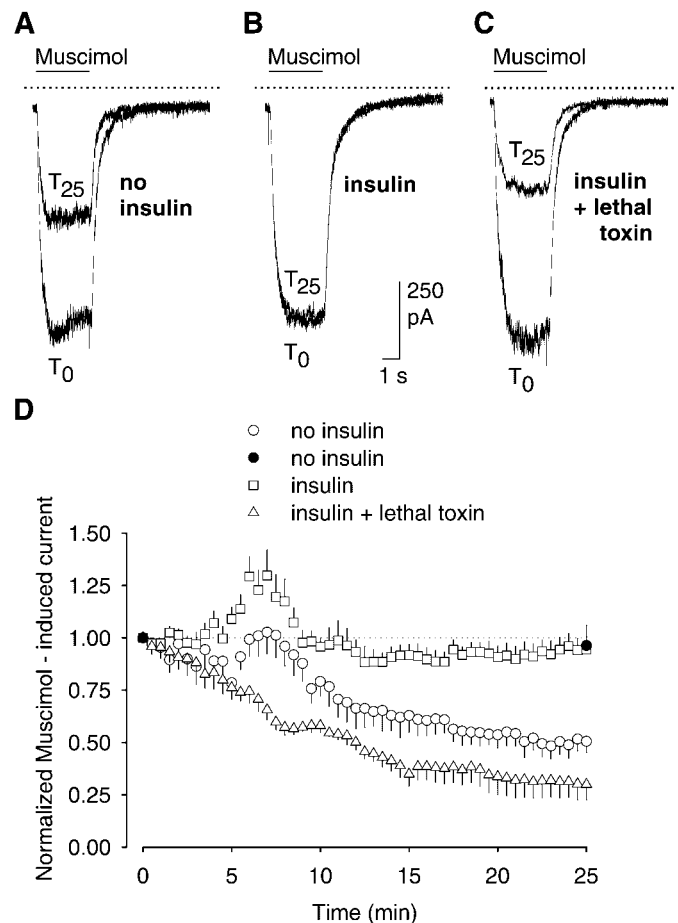 A
B
C
Muscimol
Muscimol
Muscimol
T25
no
insulin
T0
T25
insulin
T0
250
pA
1 s
T25
insulin
+ lethal
toxin
T0
D
no insulin
no insulin
insulin
insulin + lethal toxin
Normalized Muscimol - induced current
1.50
1.25
1.00
0.75
0.50
0.25
0.00
0
5
10
15
20
25
Time (min)